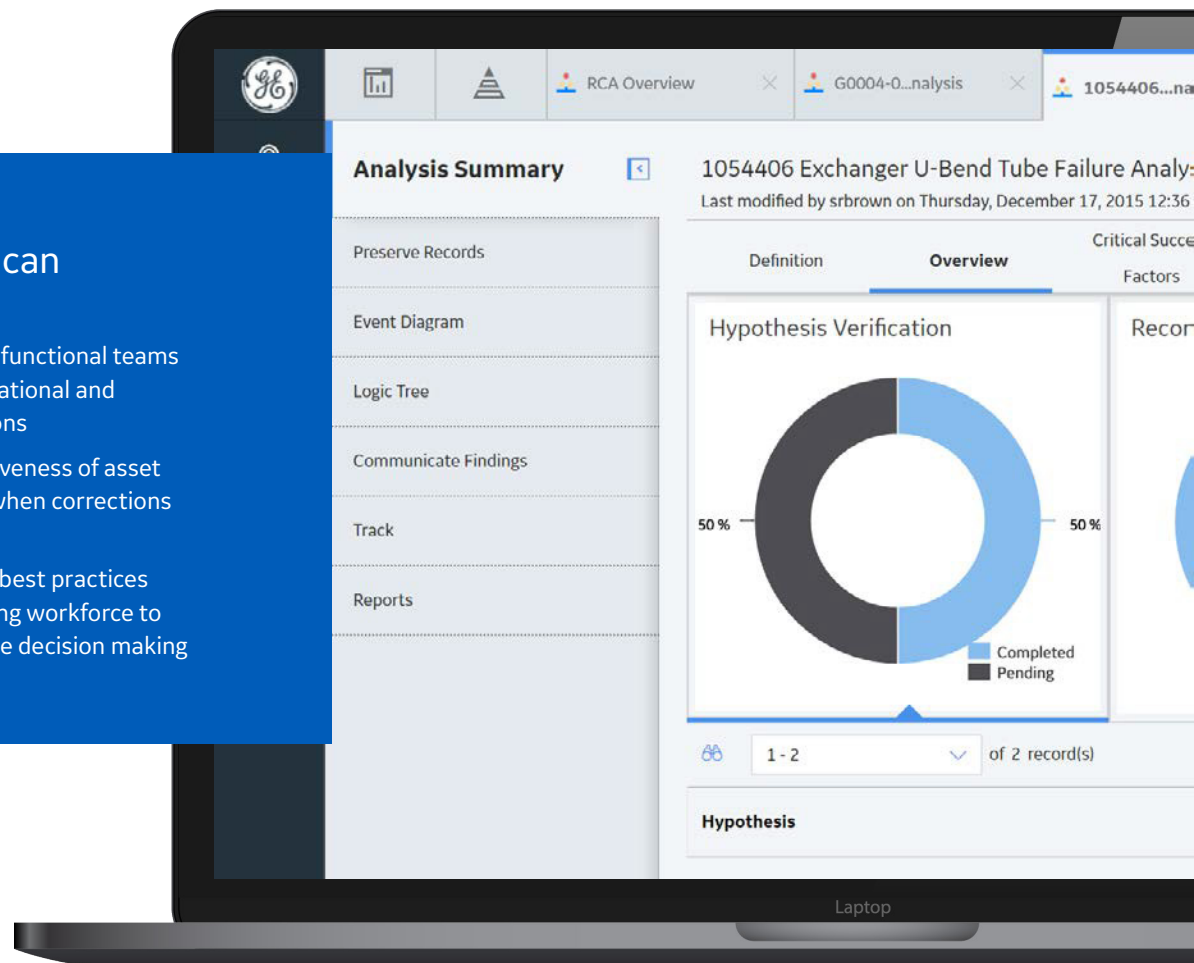 can
functional teams
ational and
ons
iveness of asset
when corrections
best practices
ng workforce to
e decision making
GE
RCA Overview
G0004-0...nalysis
1054406...na
Analysis Summary
Preserve Records
Event Diagram
Logic Tree
Communicate Findings
Track
Reports
1054406 Exchanger U-Bend Tube Failure Analy
Last modified by srbrown on Thursday, December 17, 2015 12:36
Definition
Overview
Critical Succe
Factors
Hypothesis Verification
Recor
50 %
50 %
Completed
Pending
1 - 2
of 2 record(s)
Hypothesis
Laptop